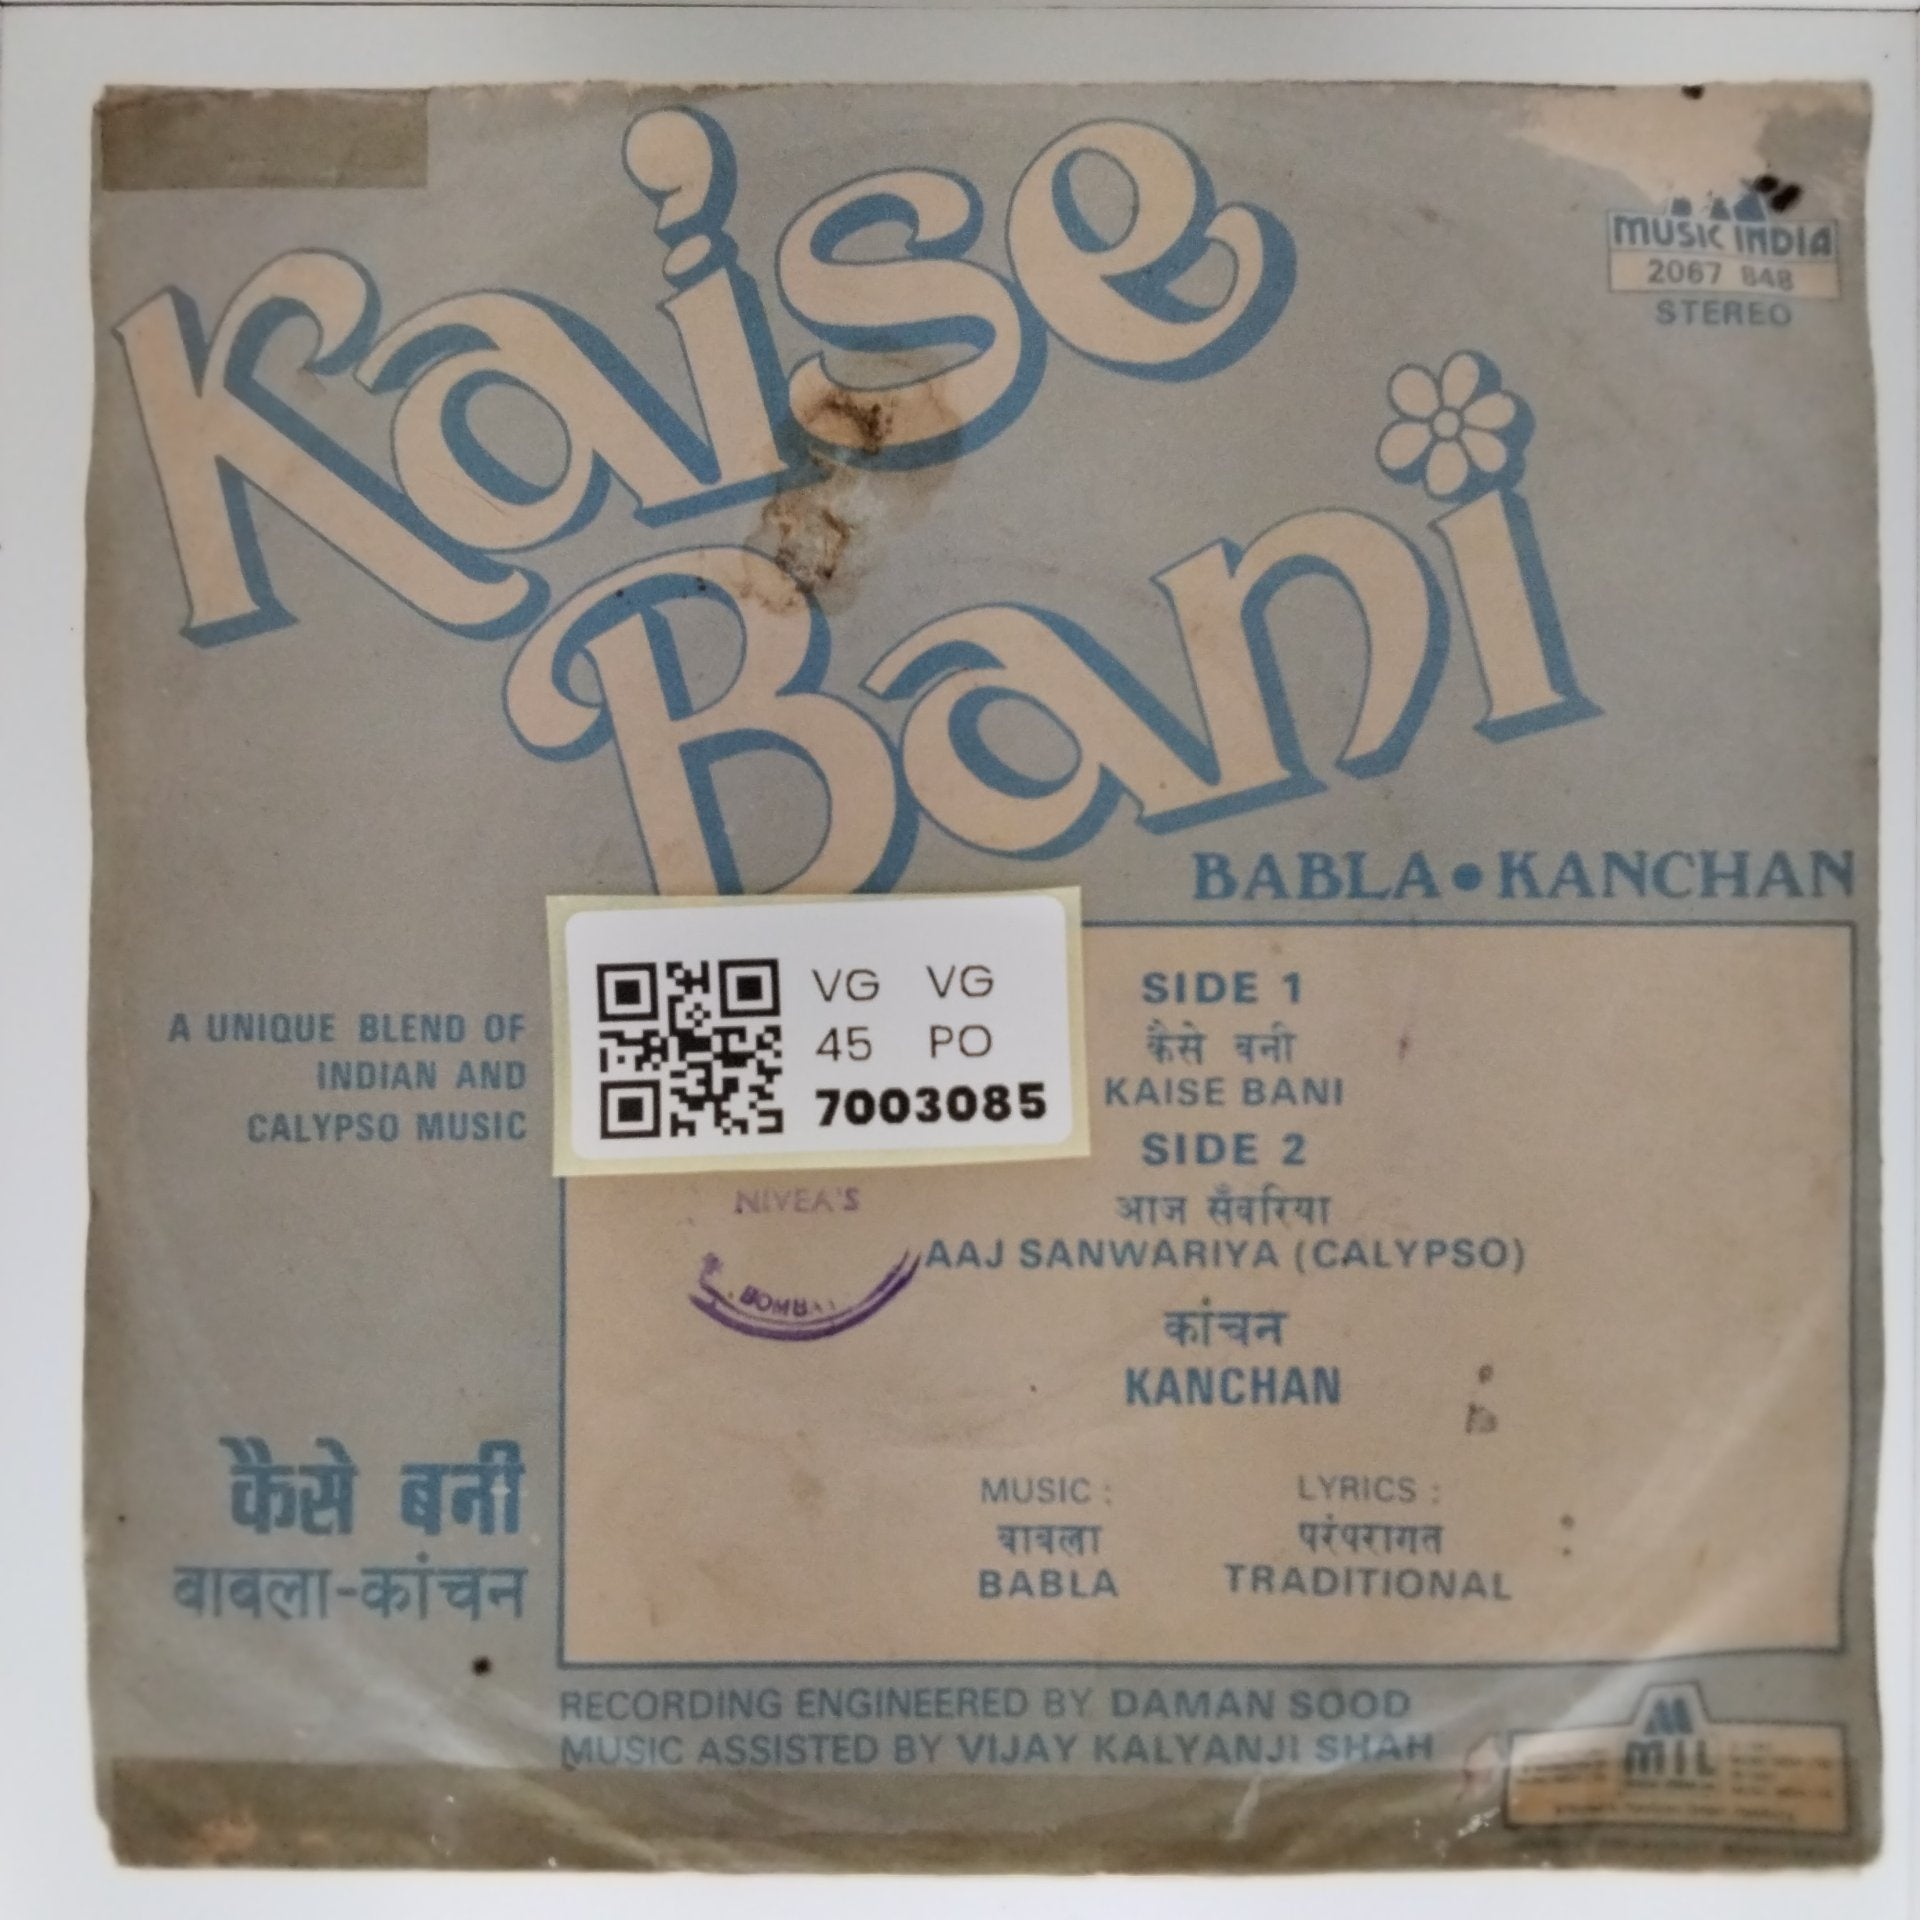 Kaise
Bani
MUSIC INDIA
2067 848
STEREO
BABLA • KANCHAN
A UNIQUE BLEND OF
INDIAN AND
CALYPSO MUSIC
VG VG
45 PO
7003085
SIDE 1
कैसे बनी
KAISE BANI
SIDE 2
आज सँवरिया
AAJ SANWARIYA (CALYPSO)
कांचन
KANCHAN
NIVEA'S
MUSIC : LYRICS :
बाबला परंपरागत
BABLA TRADITIONAL
कैसे बनी
बाबला-कांचन
RECORDING ENGINEERED BY DAMAN SOOD
MUSIC ASSISTED BY VIJAY KALYANJI SHAH
MIL